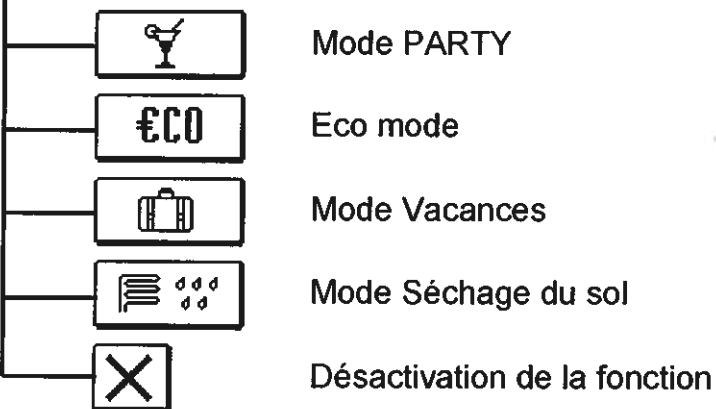 Mode PARTY
€CO Eco mode
Mode Vacances
Mode Séchage du sol
Désactivation de la fonction